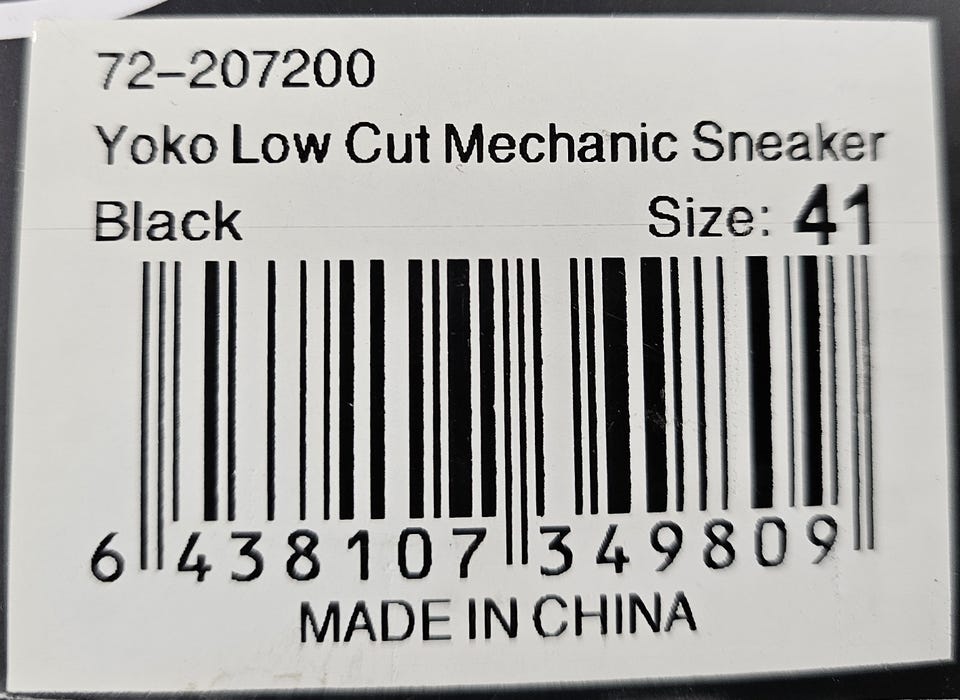 72-207200
Yoko Low Cut Mechanic Sneaker
Black Size: 41
6 438107 349809
MADE IN CHINA